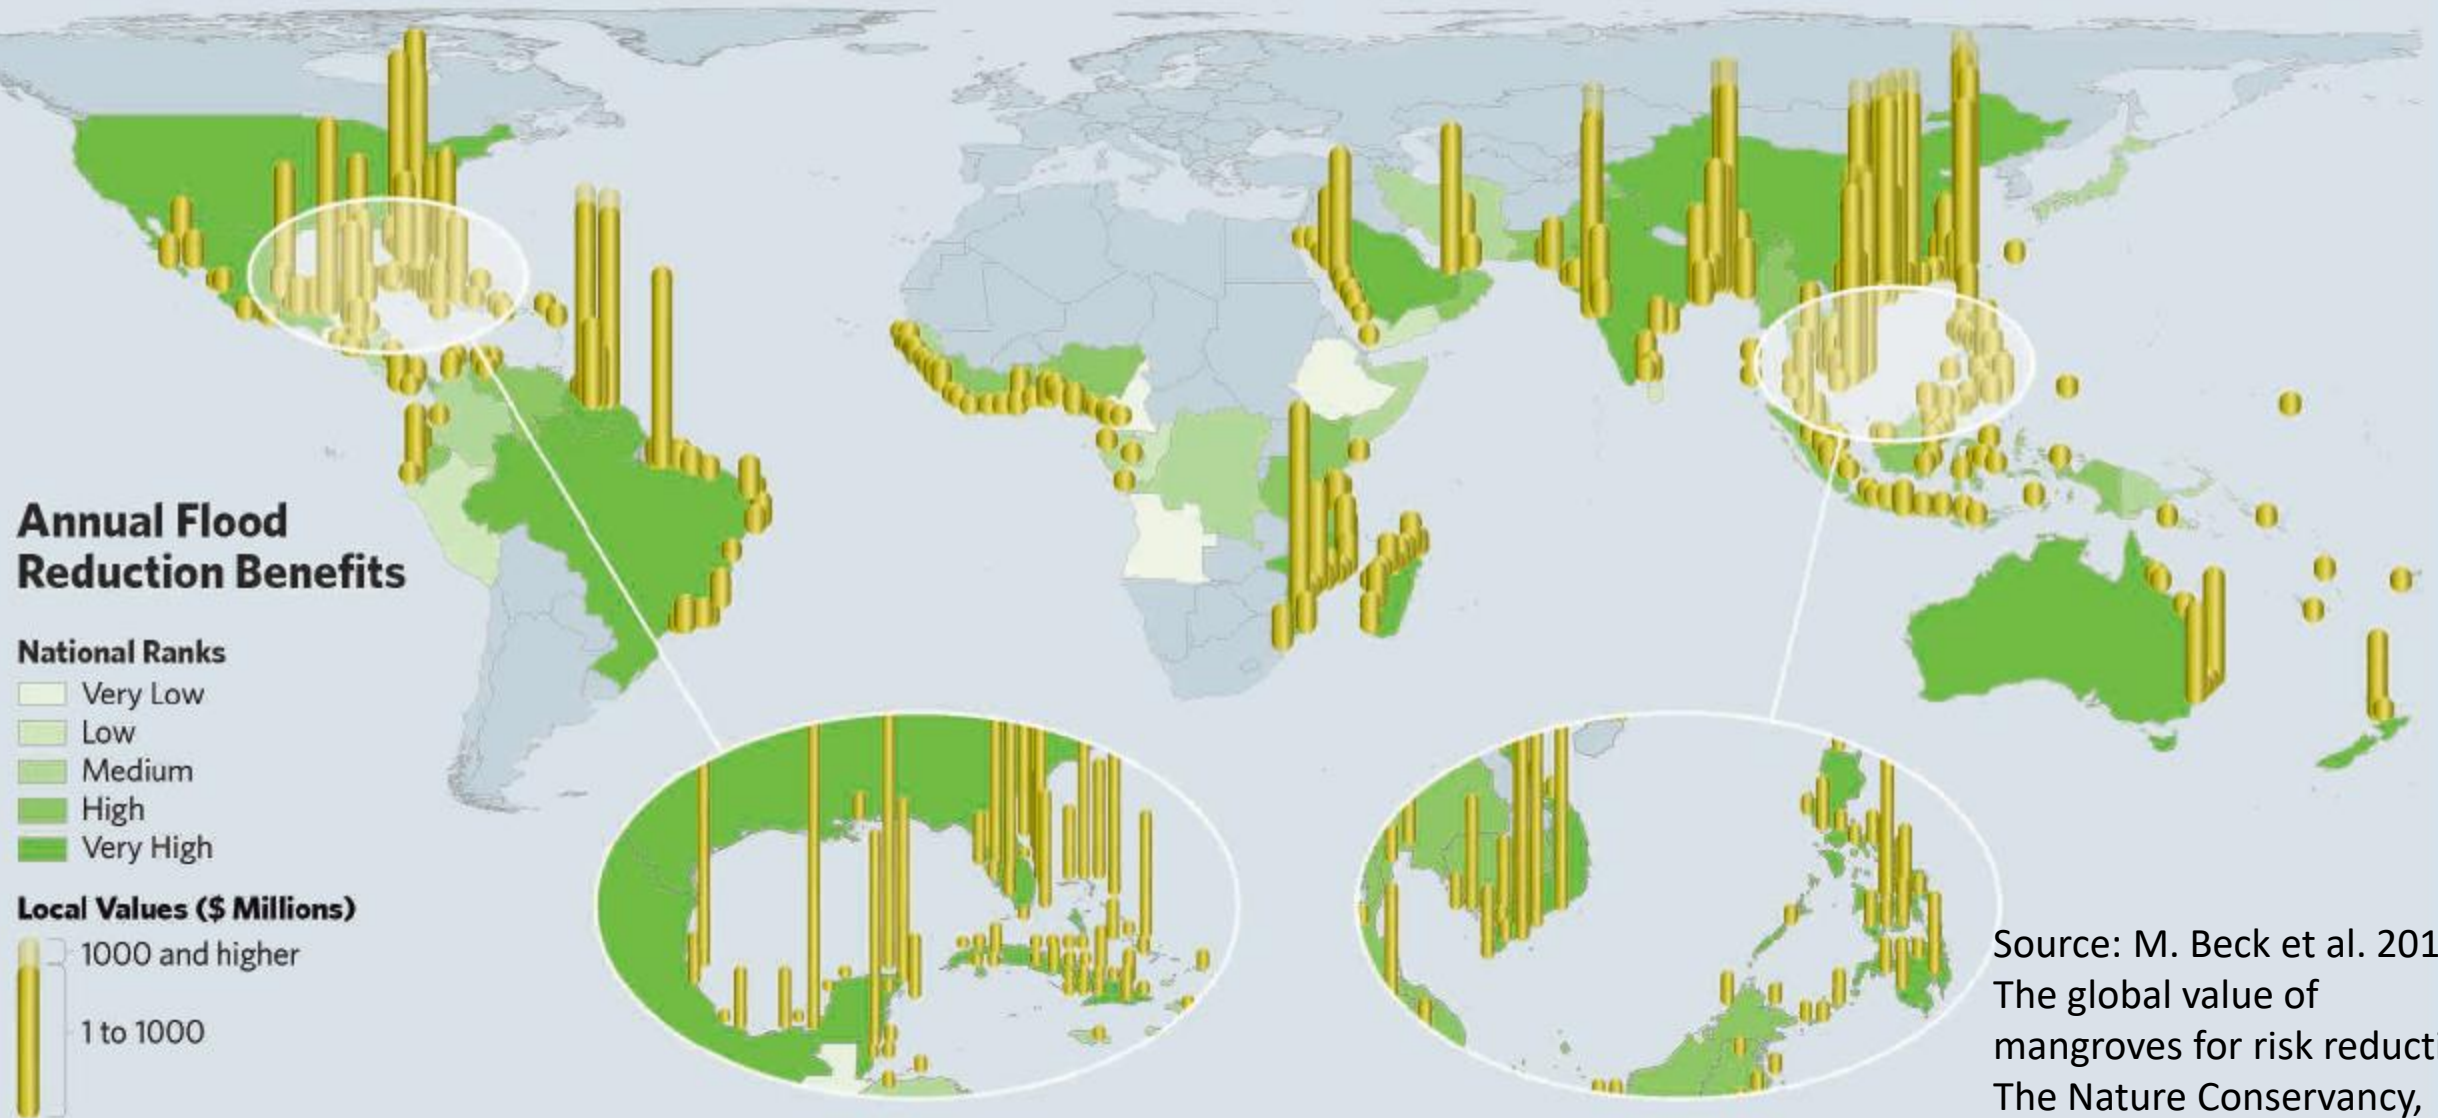 Annual Flood
Reduction Benefits
National Ranks
Very Low
Low
Medium
High
Very High
Local Values ($ Millions)
1000 and higher
1 to 1000
Source: M. Beck et al. 201
The global value of
mangroves for risk reducti
The Nature Conservancy,